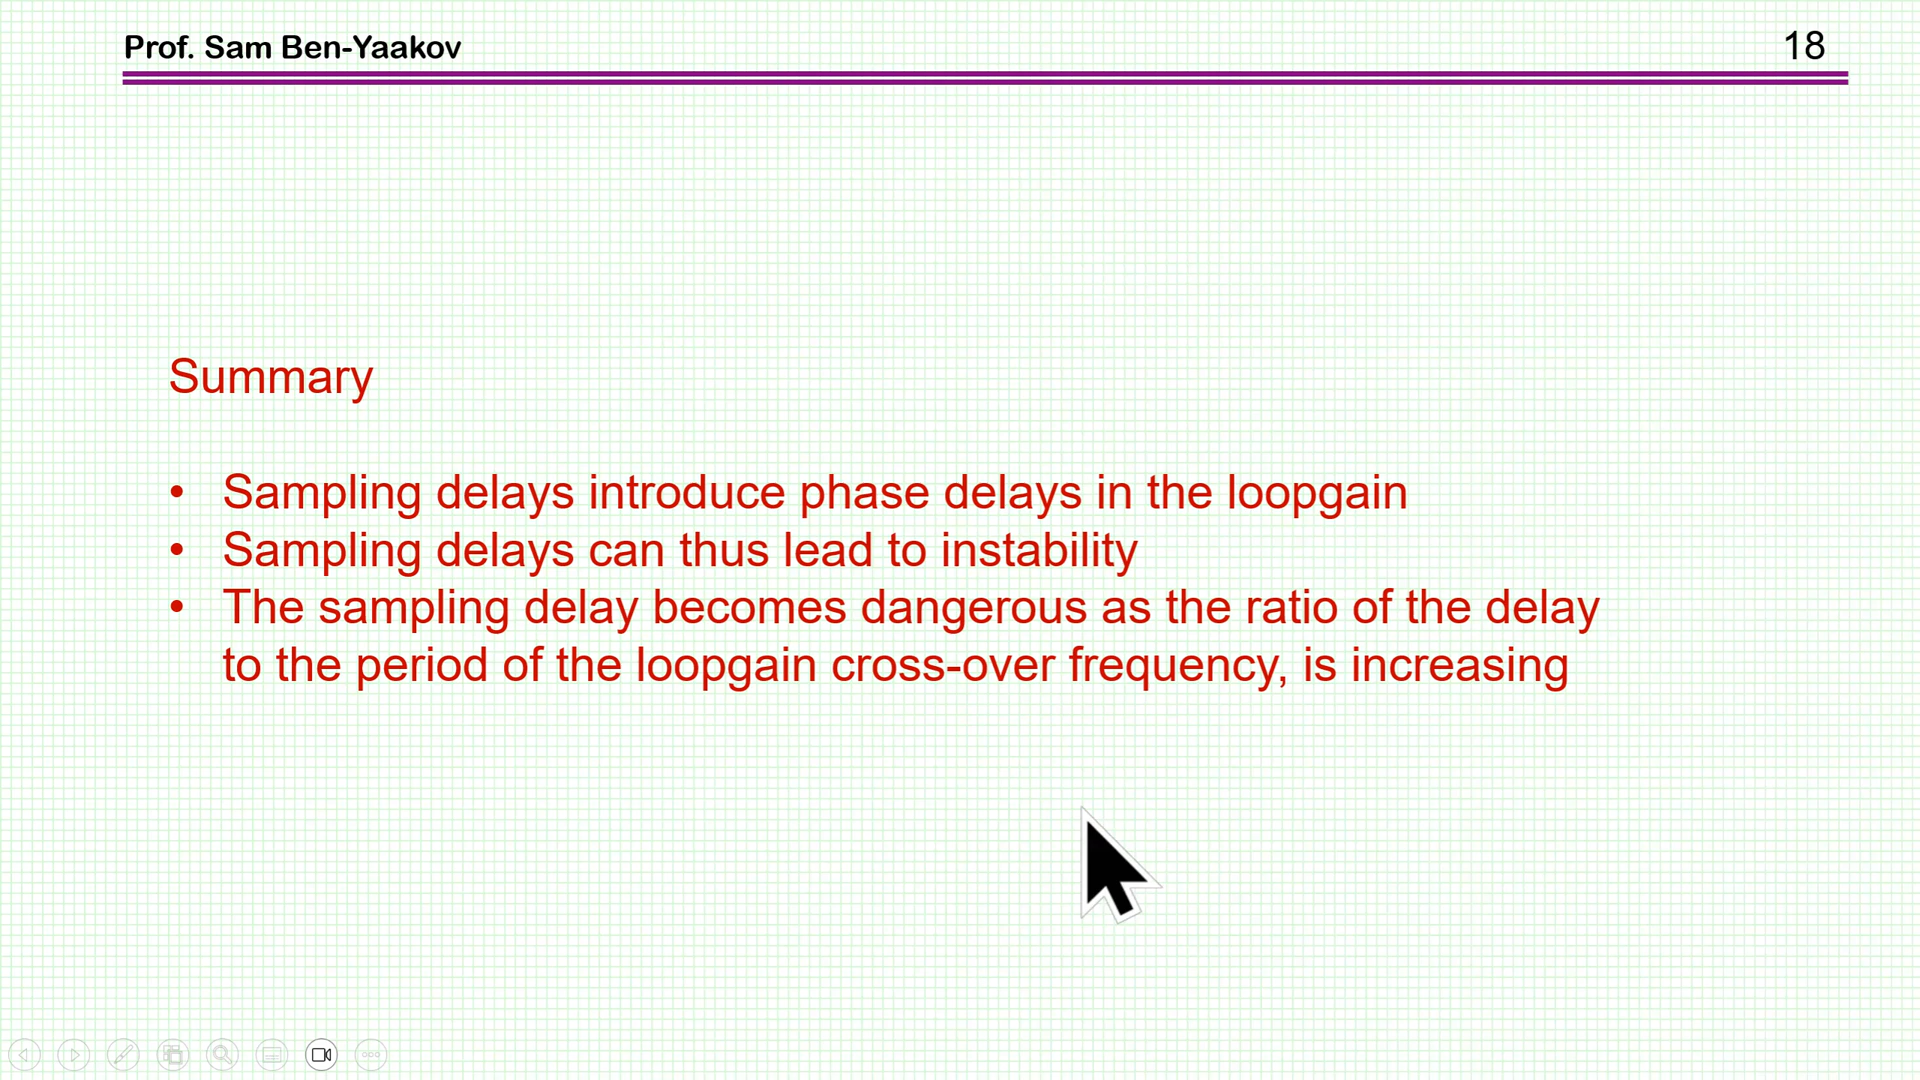 Prof. Sam Ben-Yaakov
18
Summary
• Sampling delays introduce phase delays in the loopgain
• Sampling delays can thus lead to instability
• The sampling delay becomes dangerous as the ratio of the delay
to the period of the loopgain cross-over frequency, is increasing